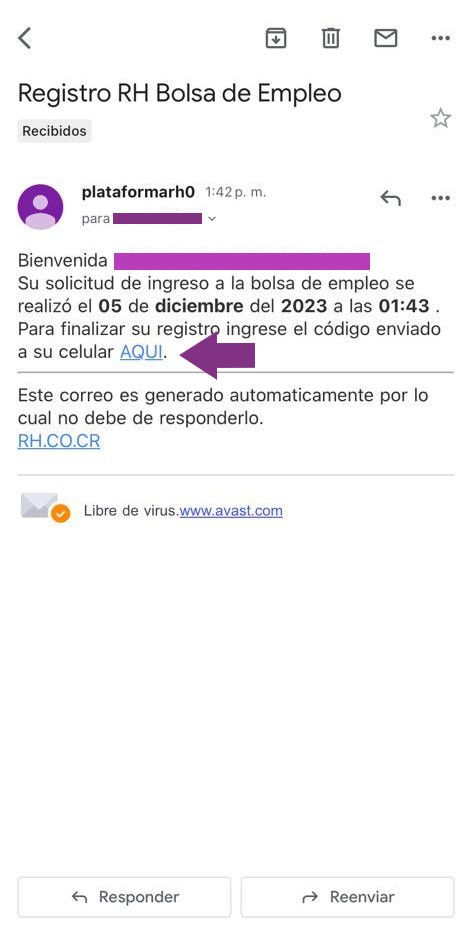 Registro RH Bolsa de Empleo
Recibidos
plataformarh0 1:42 p. m.
para
Bienvenida
Su solicitud de ingreso a la bolsa de empleo se
realizó el 05 de diciembre del 2023 a las 01:43 .
Para finalizar su registro ingrese el código enviado
a su celular AQUI.
Este correo es generado automaticamente por lo
cual no debe de responderlo.
RH.CO.CR
Libre de virus.www.avast.com
Responder
Reenviar